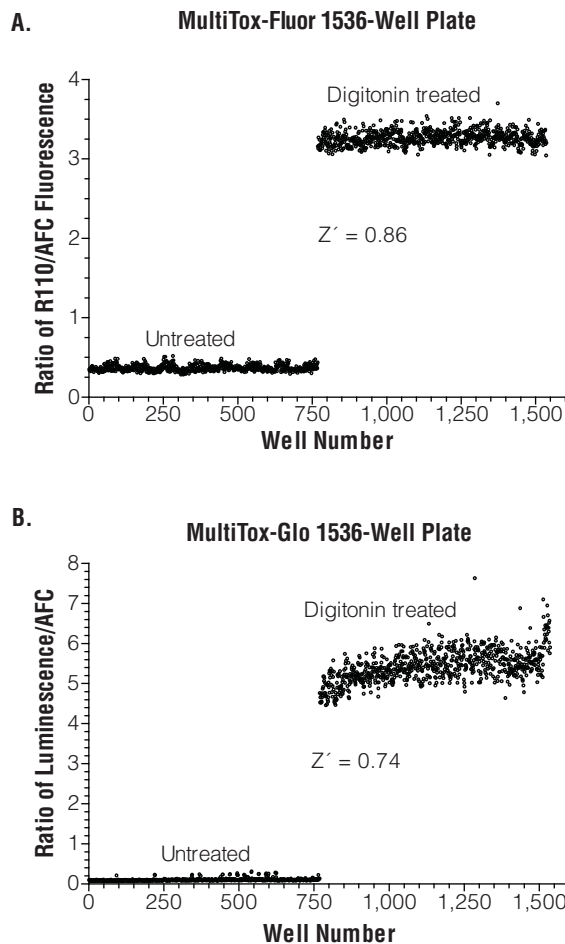 A.
MultiTox-Fluor 1536-Well Plate
4
Digitonin treated
3
2
Z´ = 0.86
1
Untreated
0
0 250 500 750 1,000 1,250 1,500
Ratio of R110/AFC Fluorescence
Well Number
B.
MultiTox-Glo 1536-Well Plate
8
7
Digitonin treated
6
5
4
3
Z´ = 0.74
2
1
Untreated
0
0 250 500 750 1,000 1,250 1,500
Ratio of Luminescence/AFC
Well Number